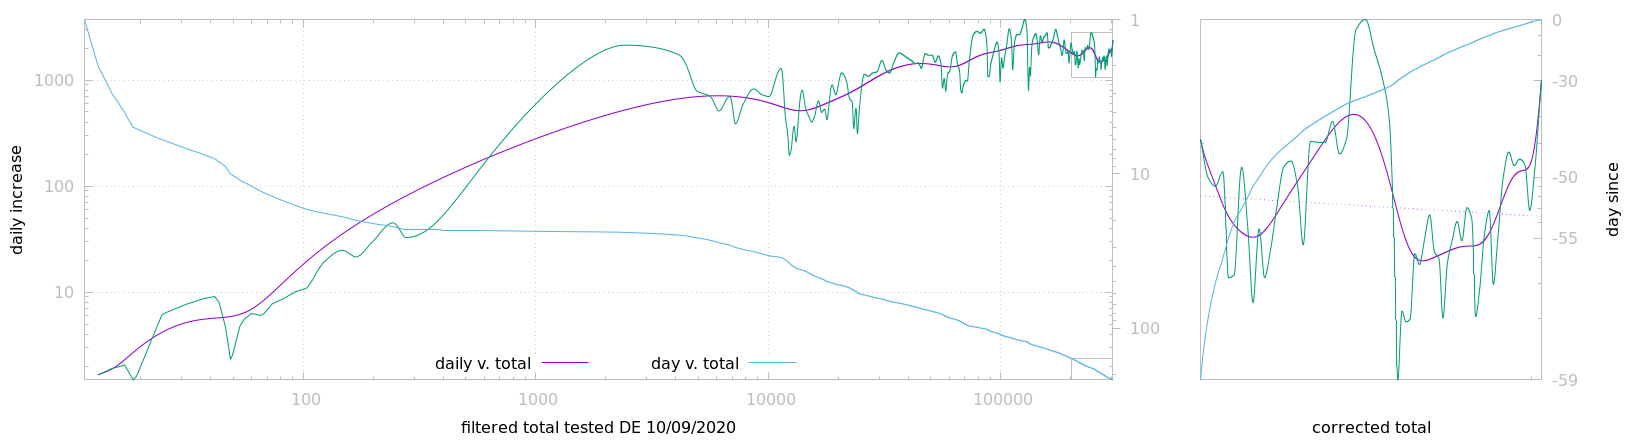 1000
100
10
daily increase
100
1000
10000
100000
filtered total tested DE 10/09/2020
daily v. total
day v. total
1
10
100
0
-30
-50
-55
-59
day since
corrected total